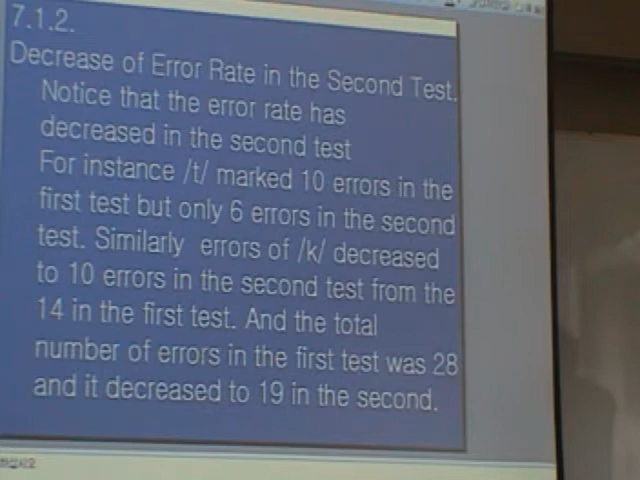 7.1.2.
Decrease of Error Rate in the Second Test.
Notice that the error rate has
decreased in the second test
For instance /t/ marked 10 errors in the
first test but only 6 errors in the second
test. Similarly errors of /k/ decreased
to 10 errors in the second test from the
14 in the first test. And the total
number of errors in the first test was 28
and it decreased to 19 in the second.